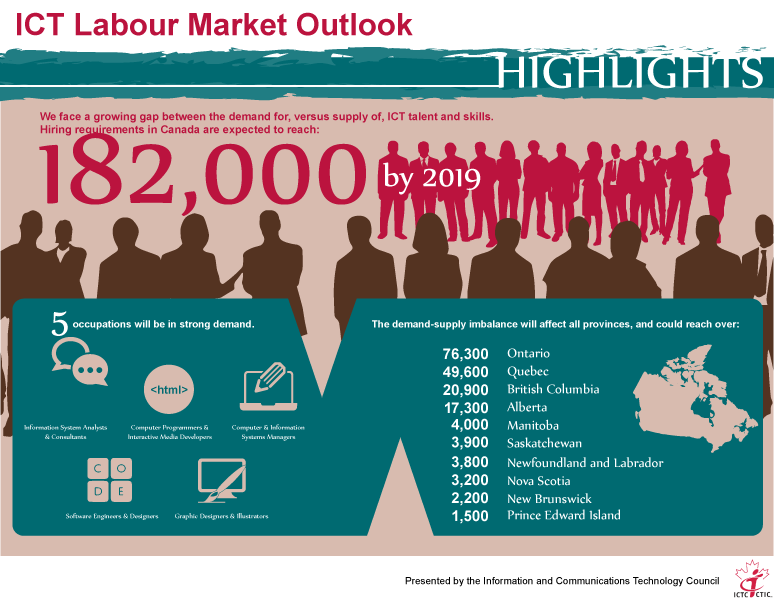 ICT Labour Market Outlook
HIGHLIGHTS
We face a growing gap between the demand for, versus supply of, ICT talent and skills.
Hiring requirements in Canada are expected to reach:
182,000 by 2019
5 occupations will be in strong demand.
<html>
Information System Analysts
& Consultants
Computer Programmers &
Interactive Media Developers
Computer & Information
Systems Managers
C O
D E
Software Engineers & Designers
Graphic Designers & Illustrators
The demand-supply imbalance will affect all provinces, and could reach over:
76,300 Ontario
49,600 Quebec
20,900 British Columbia
17,300 Alberta
4,000 Manitoba
3,900 Saskatchewan
3,800 Newfoundland and Labrador
3,200 Nova Scotia
2,200 New Brunswick
1,500 Prince Edward Island
Presented by the Information and Communications Technology Council
ICTC CTIC